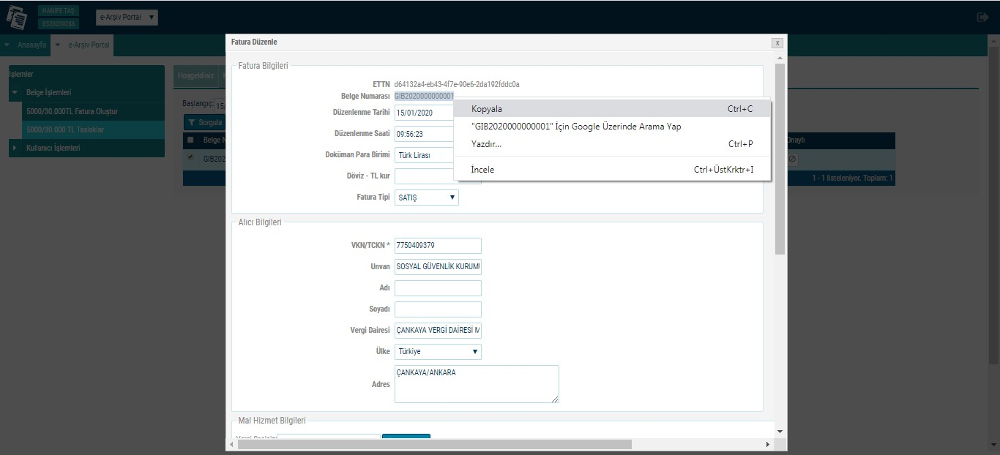 HANİFE TAŞ
8520039286
e-Arşiv Portal
Anasayfa
e-Arşiv Portal
İşlemler
Belge İşlemleri
5000/30.000TL Fatura Oluştur
5000/30.000 TL Taslaklar
Kullanıcı İşlemleri
Hoşgeldiniz
Başlangıç:
Sorgula
Belge N
GIB202
Onaylı
1 - 1 listeleniyor. Toplam: 1
Fatura Düzenle
x
Fatura Bilgileri
ETTN d64132a4-eb43-4f7e-90e6-2da192fddc0a
Belge Numarası GIB2020000000001
Düzenlenme Tarihi 15/01/2020
Düzenlenme Saati 09:56:23
Doküman Para Birimi Türk Lirası
Döviz - TL kur
Fatura Tipi SATIŞ
Kopyala Ctrl+C
"GIB2020000000001" İçin Google Üzerinde Arama Yap
Yazdır... Ctrl+P
İncele Ctrl+ÜstKrktr+I
Alıcı Bilgileri
VKN/TCKN * 7750409379
Unvan SOSYAL GÜVENLİK KURUMU
Adı
Soyadı
Vergi Dairesi ÇANKAYA VERGİ DAİRESİ M
Ülke Türkiye
Adres ÇANKAYA/ANKARA
Mal Hizmet Bilgileri